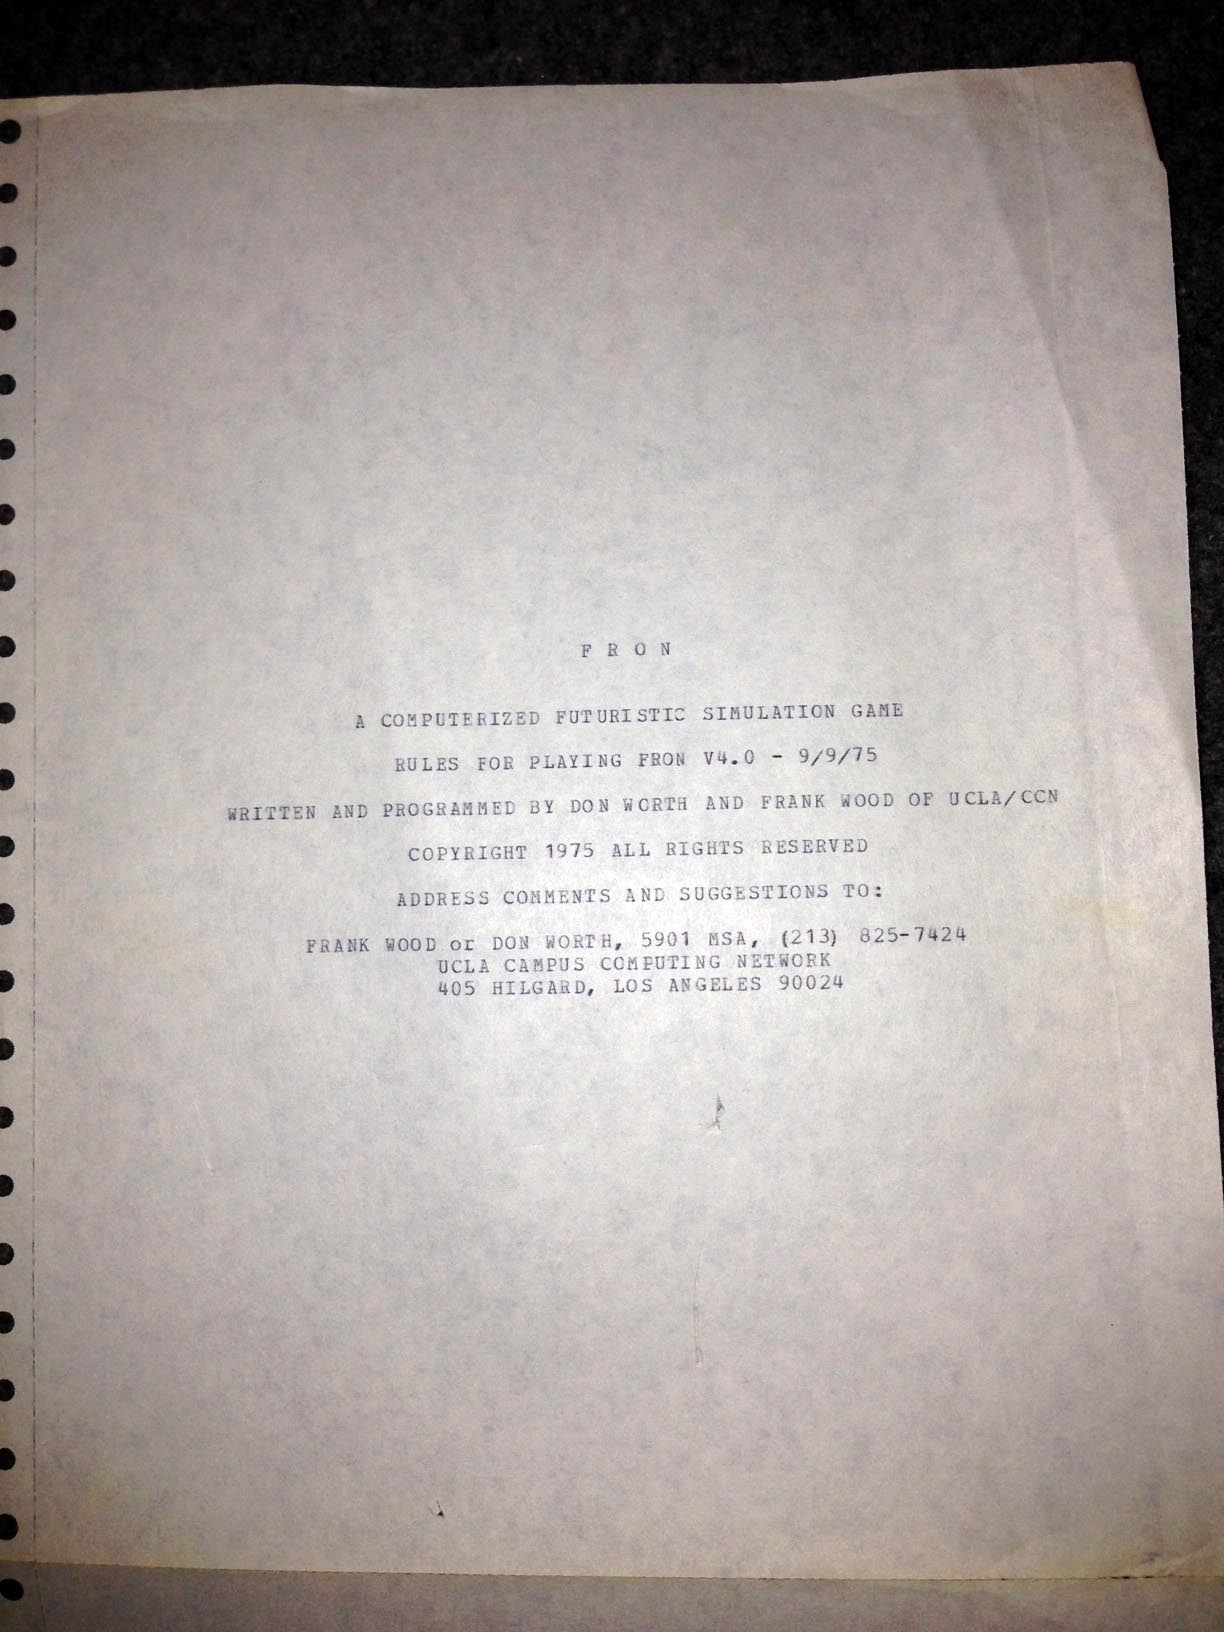 F R O N
A COMPUTERIZED FUTURISTIC SIMULATION GAME
RULES FOR PLAYING FRON V4.0 - 9/9/75
WRITTEN AND PROGRAMMED BY DON WORTH AND FRANK WOOD OF UCLA/CCN
COPYRIGHT 1975 ALL RIGHTS RESERVED
ADDRESS COMMENTS AND SUGGESTIONS TO:
FRANK WOOD or DON WORTH, 5901 MSA, (213) 825-7424
UCLA CAMPUS COMPUTING NETWORK
405 HILGARD, LOS ANGELES 90024